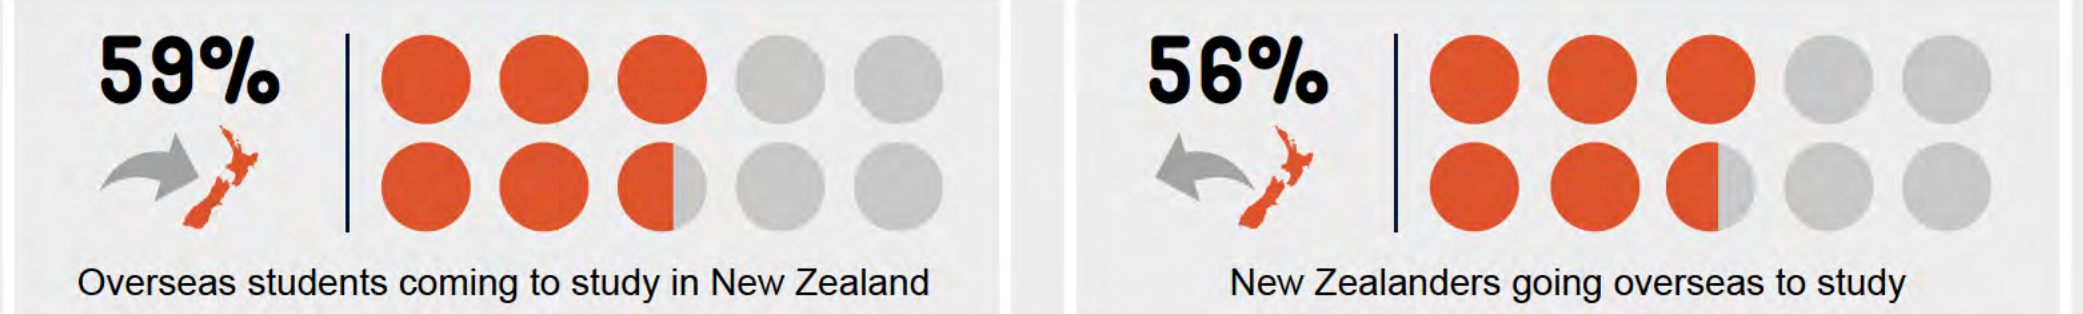 59%
Overseas students coming to study in New Zealand
56%
New Zealanders going overseas to study